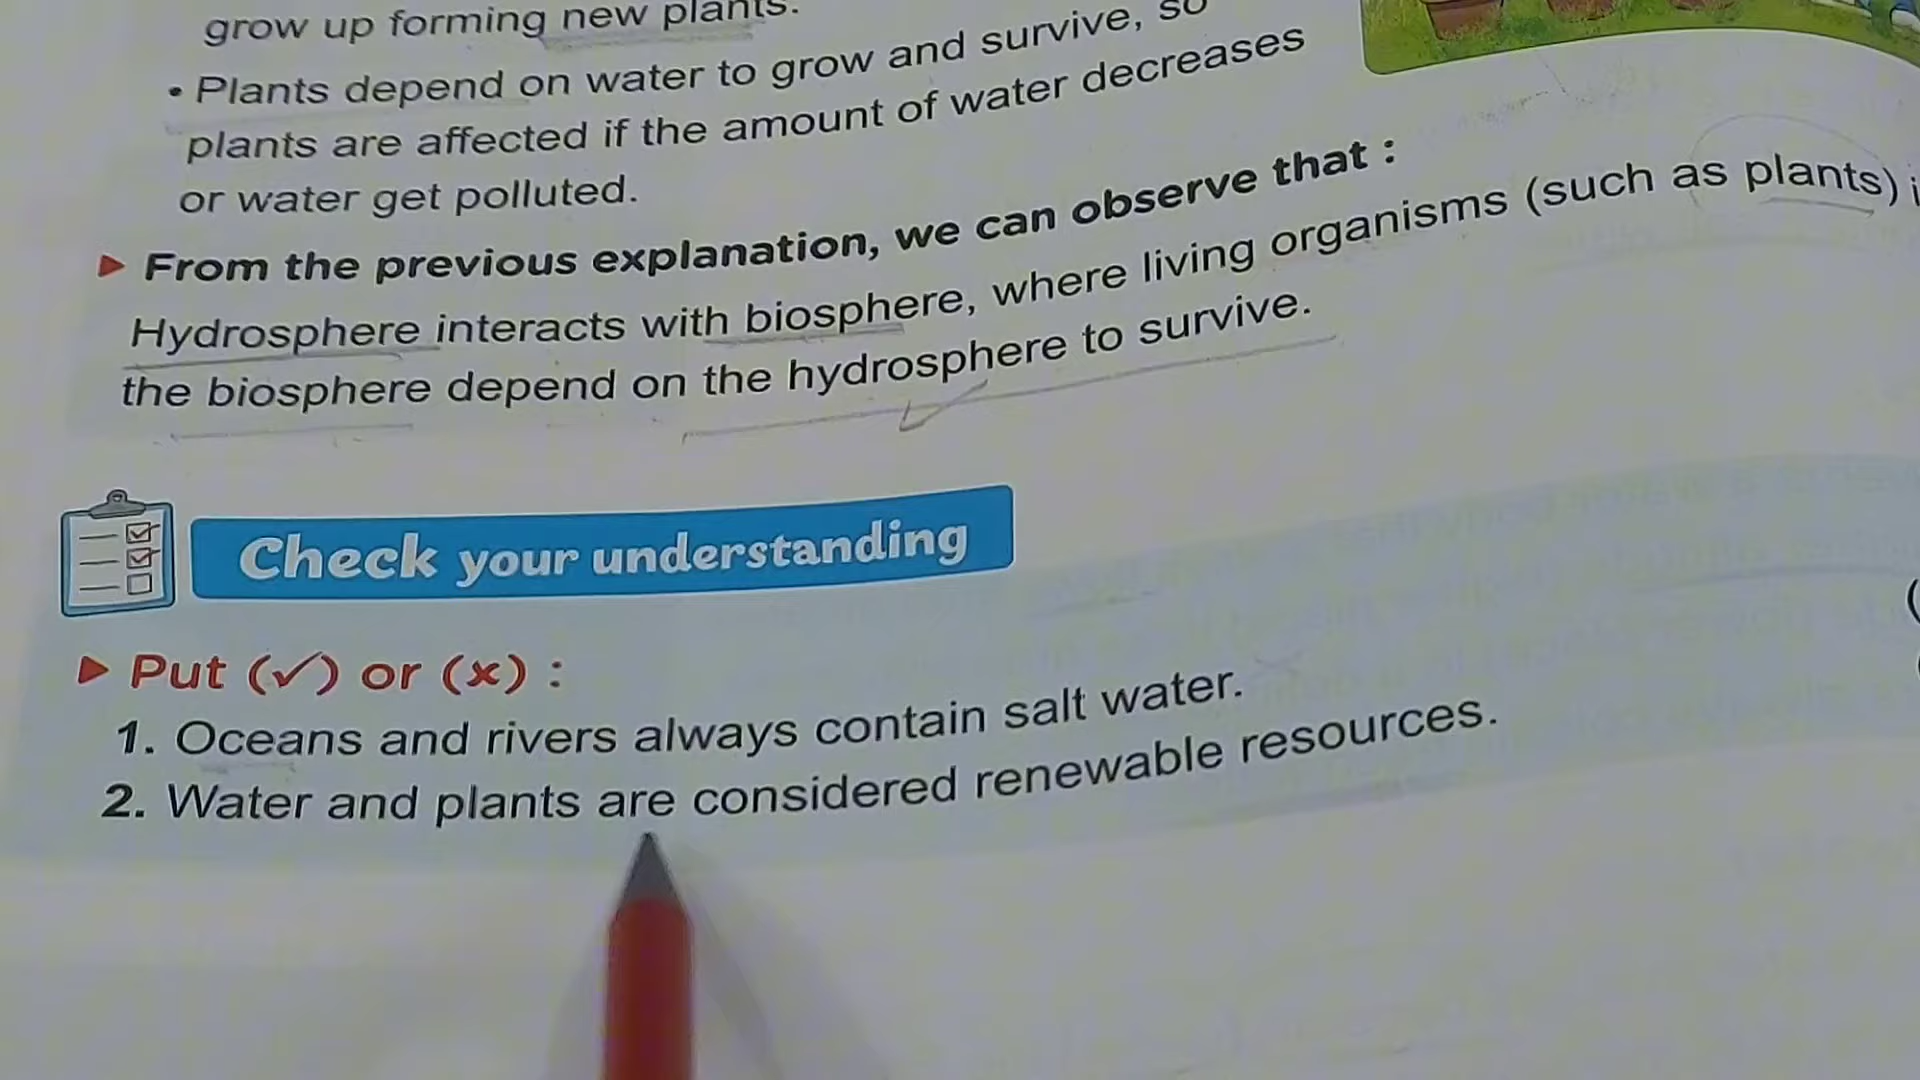 grow up forming new plants.
• Plants depend on water to grow and survive, so
plants are affected if the amount of water decreases
or water get polluted.
From the previous explanation, we can observe that :
Hydrosphere interacts with biosphere, where living organisms (such as plants) i
the biosphere depend on the hydrosphere to survive.
Check your understanding
Put (✓) or (x) :
1. Oceans and rivers always contain salt water.
(
2. Water and plants are considered renewable resources.